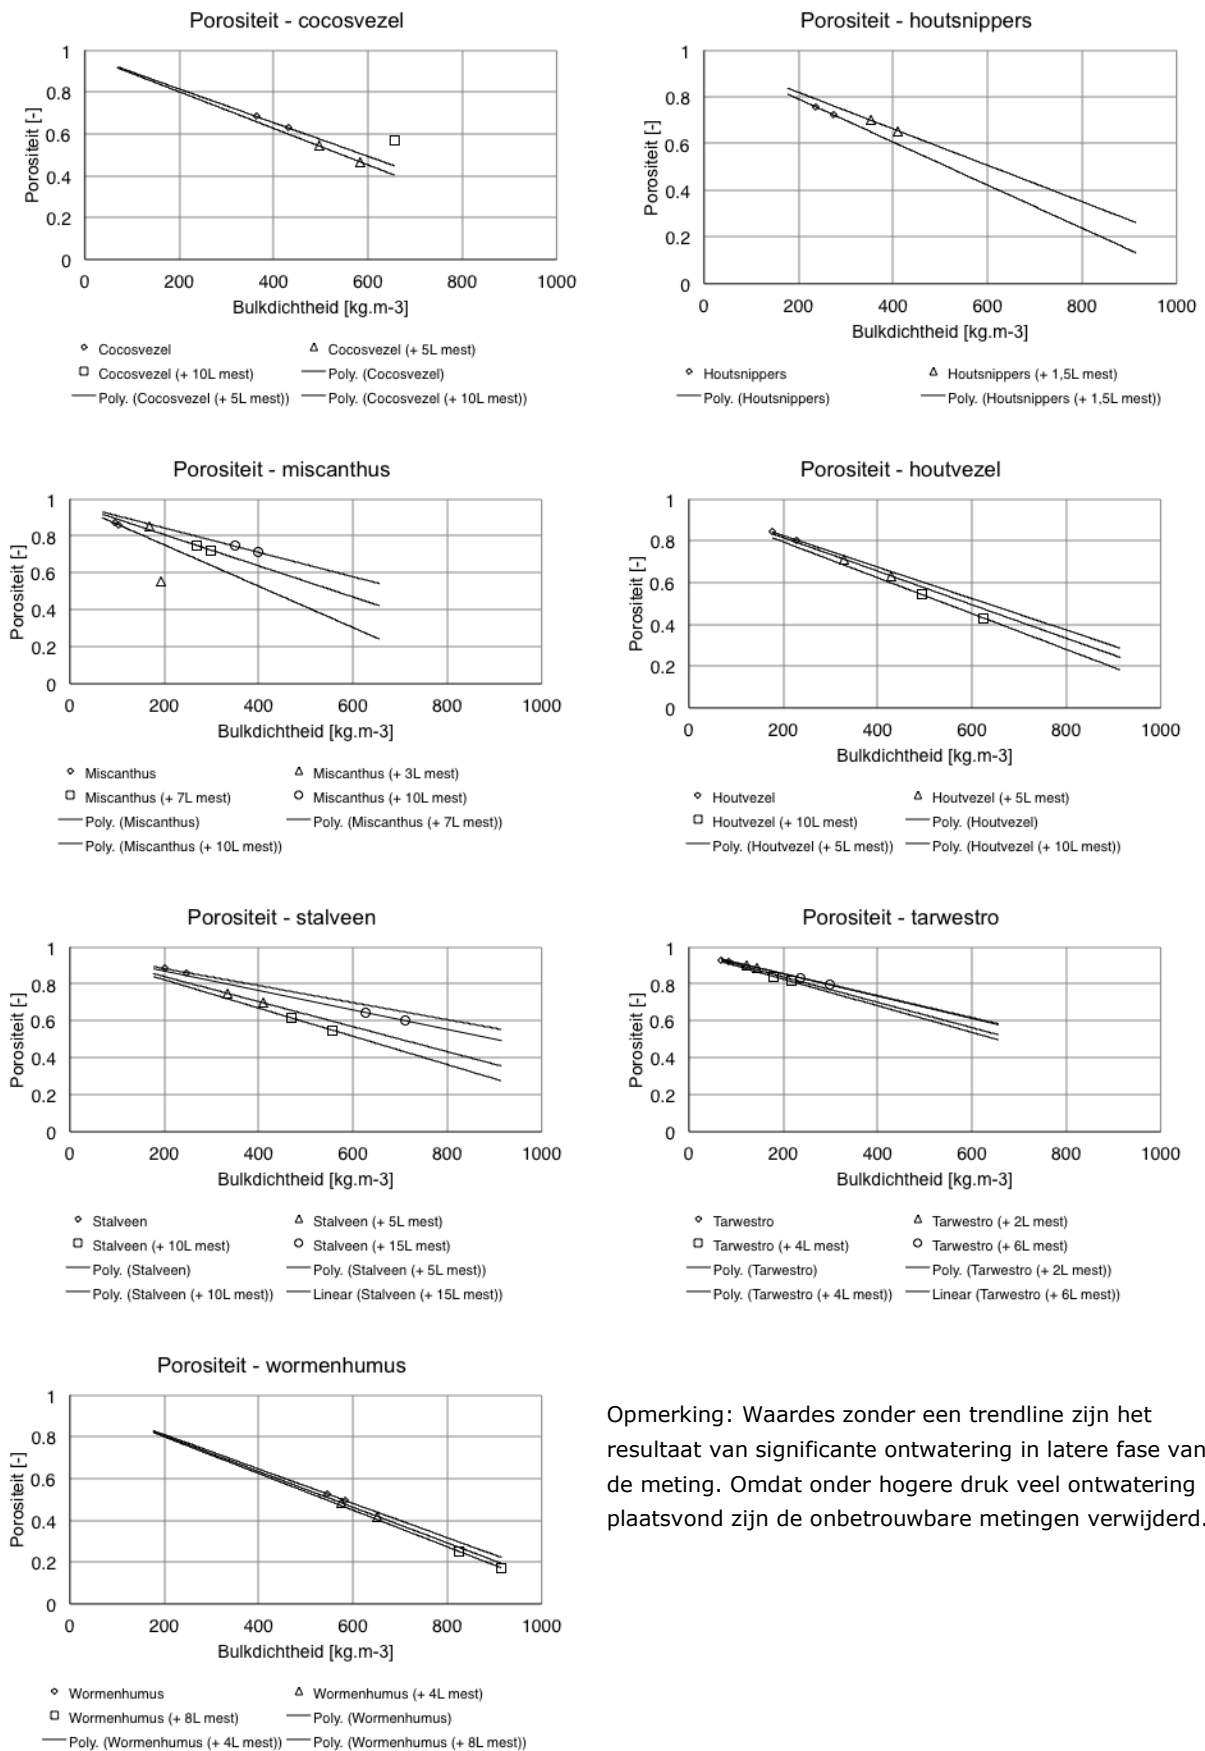 Porositeit - cocosvezel
Porositeit [-]
1
0.8
0.6
0.4
0.2
0
0 200 400 600 800 1000
Bulkdichtheid [kg.m-3]
Cocosvezel Cocosvezel (+ 5L mest)
Cocosvezel (+ 10L mest) Poly. (Cocosvezel)
Poly. (Cocosvezel (+ 5L mest)) Poly. (Cocosvezel (+ 10L mest))
Porositeit - houtsnippers
Porositeit [-]
1
0.8
0.6
0.4
0.2
0
0 200 400 600 800 1000
Bulkdichtheid [kg.m-3]
Houtsnippers Houtsnippers (+ 1,5L mest)
Poly. (Houtsnippers) Poly. (Houtsnippers (+ 1,5L mest))
Porositeit - miscanthus
Porositeit [-]
1
0.8
0.6
0.4
0.2
0
0 200 400 600 800 1000
Bulkdichtheid [kg.m-3]
Miscanthus Miscanthus (+ 3L mest)
Miscanthus (+ 7L mest) Miscanthus (+ 10L mest)
Poly. (Miscanthus) Poly. (Miscanthus (+ 7L mest))
Poly. (Miscanthus (+ 10L mest))
Porositeit - houtvezel
Porositeit [-]
1
0.8
0.6
0.4
0.2
0
0 200 400 600 800 1000
Bulkdichtheid [kg.m-3]
Houtvezel Houtvezel (+ 5L mest)
Houtvezel (+ 10L mest) Poly. (Houtvezel)
Poly. (Houtvezel (+ 5L mest)) Poly. (Houtvezel (+ 10L mest))
Porositeit - stalveen
Porositeit [-]
1
0.8
0.6
0.4
0.2
0
0 200 400 600 800 1000
Bulkdichtheid [kg.m-3]
Stalveen Stalveen (+ 5L mest)
Stalveen (+ 10L mest) Stalveen (+ 15L mest)
Poly. (Stalveen) Poly. (Stalveen (+ 5L mest))
Poly. (Stalveen (+ 10L mest)) Linear (Stalveen (+ 15L mest))
Porositeit - tarwestro
Porositeit [-]
1
0.8
0.6
0.4
0.2
0
0 200 400 600 800 1000
Bulkdichtheid [kg.m-3]
Tarwestro Tarwestro (+ 2L mest)
Tarwestro (+ 4L mest) Tarwestro (+ 6L mest)
Poly. (Tarwestro) Poly. (Tarwestro (+ 2L mest))
Poly. (Tarwestro (+ 4L mest)) Linear (Tarwestro (+ 6L mest))
Porositeit - wormenhumus
Porositeit [-]
1
0.8
0.6
0.4
0.2
0
0 200 400 600 800 1000
Bulkdichtheid [kg.m-3]
Wormenhumus Wormenhumus (+ 4L mest)
Wormenhumus (+ 8L mest) Poly. (Wormenhumus)
Poly. (Wormenhumus (+ 4L mest)) Poly. (Wormenhumus (+ 8L mest))
Opmerking: Waardes zonder een trendline zijn het
resultaat van significante ontwatering in latere fase van
de meting. Omdat onder hogere druk veel ontwatering
plaatsvond zijn de onbetrouwbare metingen verwijderd.